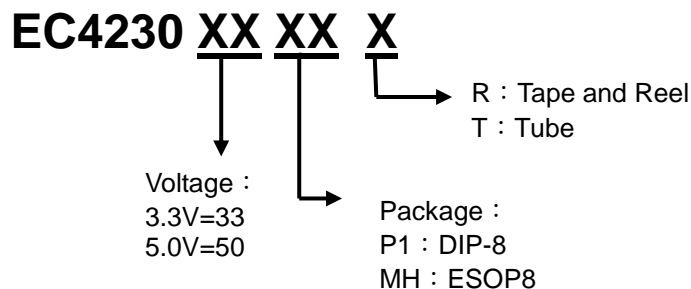 EC4230 XX XX X
R：Tape and Reel
T：Tube
Voltage：
3.3V=33
5.0V=50
Package：
P1：DIP-8
MH：ESOP8